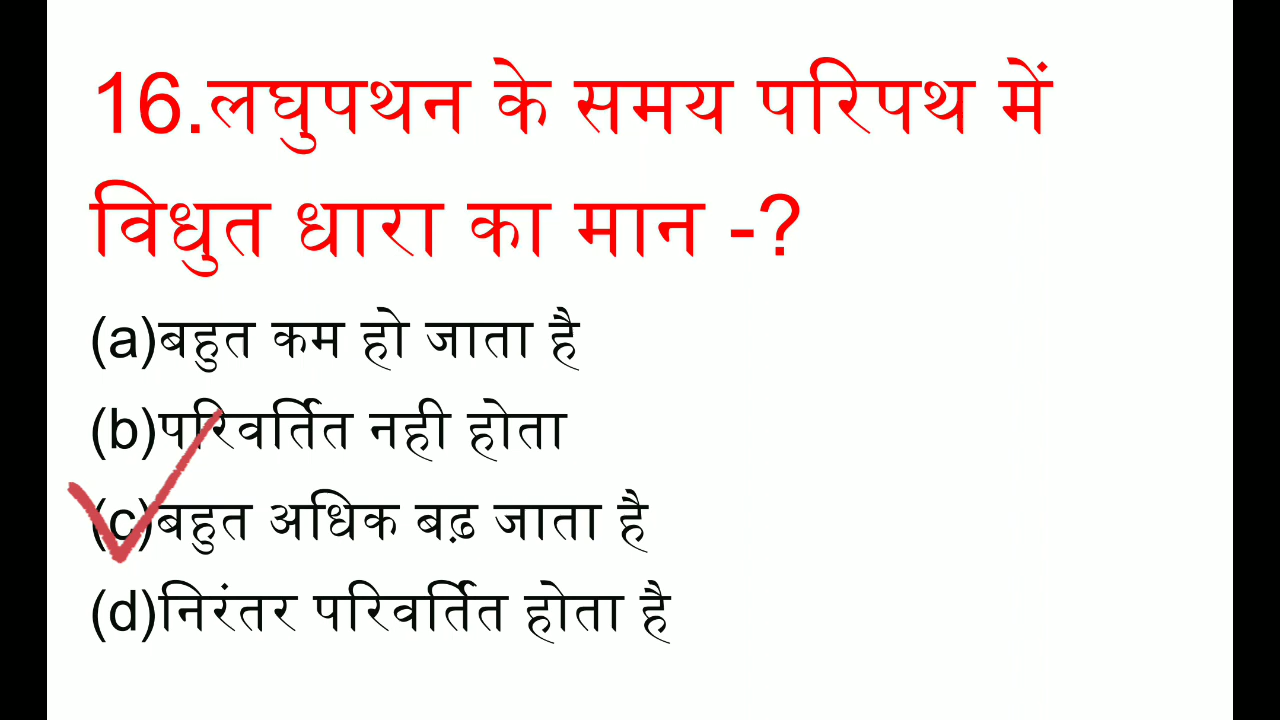 16.लघुपथन के समय परिपथ में
विधुत धारा का मान -?
(a)बहुत कम हो जाता है
(b)परिवर्तित नही होता
(c)बहुत अधिक बढ़ जाता है
(d)निरंतर परिवर्तित होता है